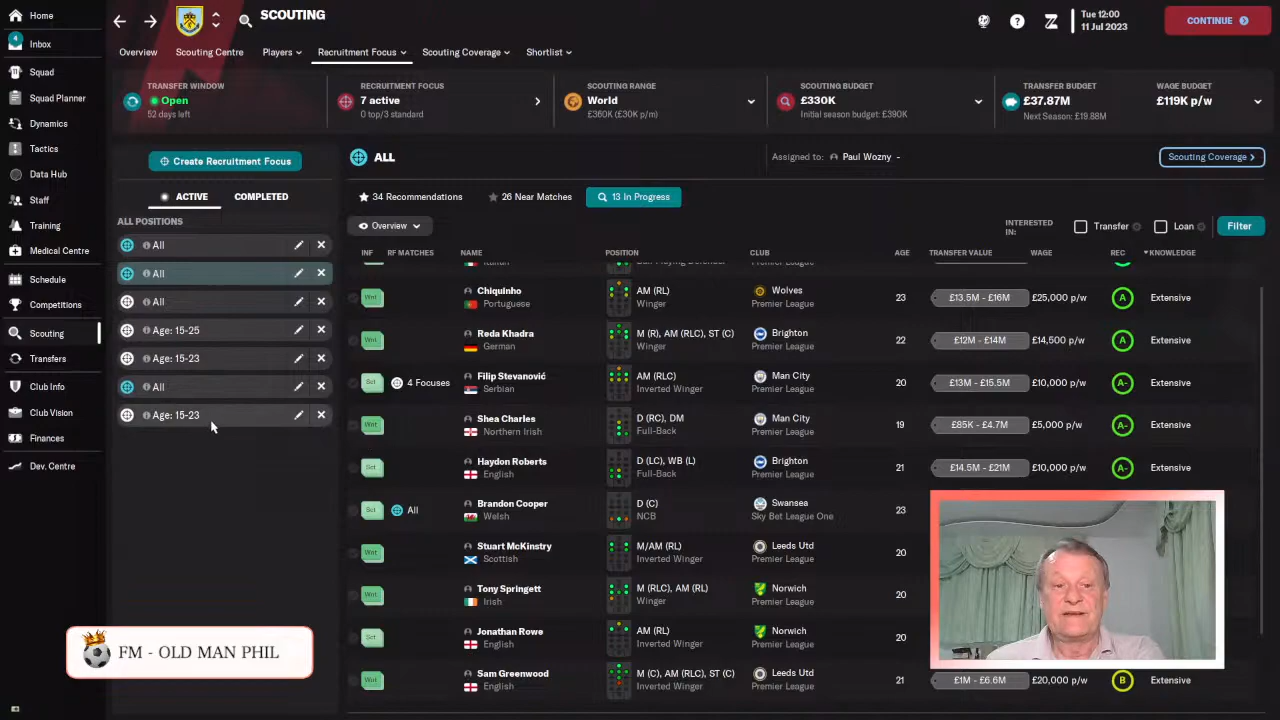 Home
SCOUTING
Tue 12:00
11 Jul 2023
CONTINUE
4
Inbox
Overview
Scouting Centre
Players
Recruitment Focus
Scouting Coverage
Shortlist
Squad
Squad Planner
Dynamics
Tactics
Data Hub
Staff
Training
Medical Centre
Schedule
Competitions
Scouting
Transfers
Club Info
Club Vision
Finances
Dev. Centre
TRANSFER WINDOW
Open
52 days left
RECRUITMENT FOCUS
7 active
0 top/3 standard
SCOUTING RANGE
World
£360K (£30K p/m)
SCOUTING BUDGET
£330K
Initial season budget: £390K
TRANSFER BUDGET
£37.87M
Next Season: £19.88M
WAGE BUDGET
£119K p/w
Create Recruitment Focus
ACTIVE
COMPLETED
ALL POSITIONS
All
All
All
Age: 15-25
Age: 15-23
All
Age: 15-23
ALL
Assigned to: Paul Wozny -
Scouting Coverage >
34 Recommendations
26 Near Matches
13 In Progress
Overview
INTERESTED IN:
Transfer
Loan
Filter
INF RF MATCHES NAME POSITION CLUB AGE TRANSFER VALUE WAGE REC KNOWLEDGE
Wnt Chiquinho AM (RL) Wolves 23 £13.5M - £16M £25,000 p/w A Extensive
Portuguese Winger Premier League
Wnt Reda Khadra M (R), AM (RLC), ST (C) Brighton 22 £12M - £14M £14,500 p/w A Extensive
German Winger Premier League
Sct 4 Focuses Filip Stevanović AM (RLC) Man City 20 £13M - £15.5M £10,000 p/w A- Extensive
Serbian Inverted Winger Premier League
Wnt Shea Charles D (RC), DM Man City 19 £85K - £4.7M £5,000 p/w A- Extensive
Northern Irish Full-Back Premier League
Sct Haydon Roberts D (LC), WB (L) Brighton 21 £14.5M - £21M £10,000 p/w A- Extensive
English Full-Back Premier League
Sct All Brandon Cooper D (C) Swansea 23
Welsh NCB Sky Bet League One
Wnt Stuart McKinstry M/AM (RL) Leeds Utd 20
Scottish Inverted Winger Premier League
Wnt Tony Springett M (RLC), AM (RL) Norwich 20
Irish Winger Premier League
Sct Jonathan Rowe AM (RL) Norwich 20
English Inverted Winger Premier League
Wnt Sam Greenwood M (C), AM (RLC), ST (C) Leeds Utd 21 £1M - £6.6M £20,000 p/w B Extensive
English Inverted Winger Premier League
FM - OLD MAN PHIL